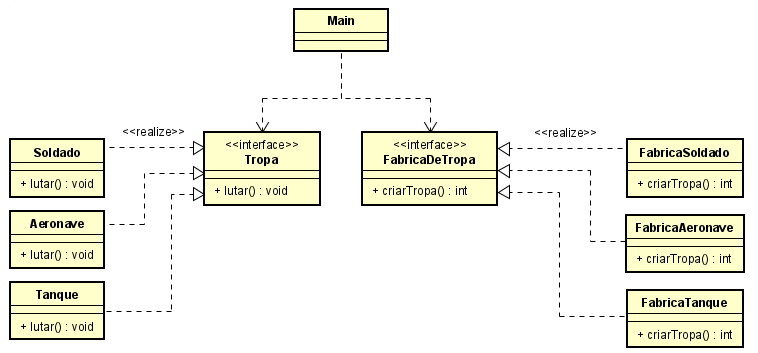 Main
<<realize>>
<<realize>>
Soldado
+ lutar() : void
<<interface>>
Tropa
+ lutar() : void
<<interface>>
FabricaDeTropa
+ criarTropa() : int
FabricaSoldado
+ criarTropa() : int
Aeronave
+ lutar() : void
FabricaAeronave
+ criarTropa() : int
Tanque
+ lutar() : void
FabricaTanque
+ criarTropa() : int